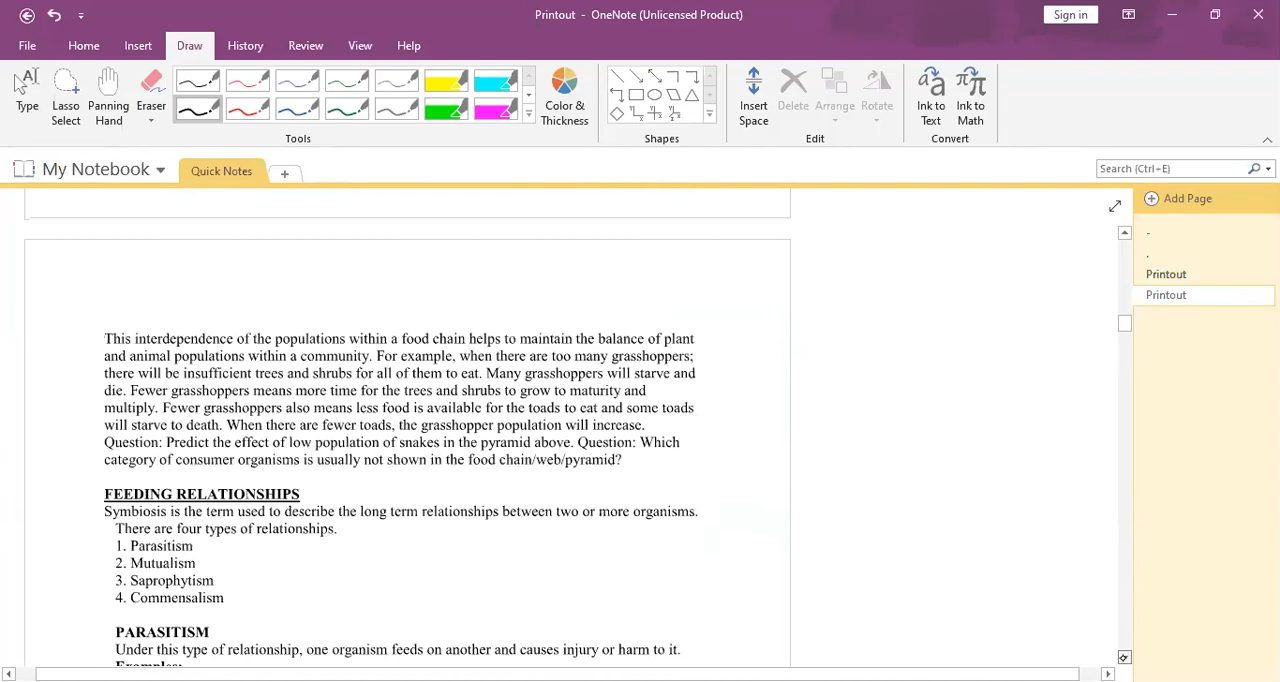 Printout - OneNote (Unlicensed Product)
Sign in
File Home Insert Draw History Review View Help
Type
Lasso Select
Panning Hand
Eraser
Color & Thickness
Insert Space
Delete
Arrange
Rotate
Ink to Text
Ink to Math
Tools
Shapes
Edit
Convert
My Notebook
Quick Notes
Search (Ctrl+E)
Add Page
-
.
Printout
Printout
This interdependence of the populations within a food chain helps to maintain the balance of plant
and animal populations within a community. For example, when there are too many grasshoppers;
there will be insufficient trees and shrubs for all of them to eat. Many grasshoppers will starve and
die. Fewer grasshoppers means more time for the trees and shrubs to grow to maturity and
multiply. Fewer grasshoppers also means less food is available for the toads to eat and some toads
will starve to death. When there are fewer toads, the grasshopper population will increase.
Question: Predict the effect of low population of snakes in the pyramid above. Question: Which
category of consumer organisms is usually not shown in the food chain/web/pyramid?
FEEDING RELATIONSHIPS
Symbiosis is the term used to describe the long term relationships between two or more organisms.
There are four types of relationships.
1. Parasitism
2. Mutualism
3. Saprophytism
4. Commensalism
PARASITISM
Under this type of relationship, one organism feeds on another and causes injury or harm to it.
Examples: